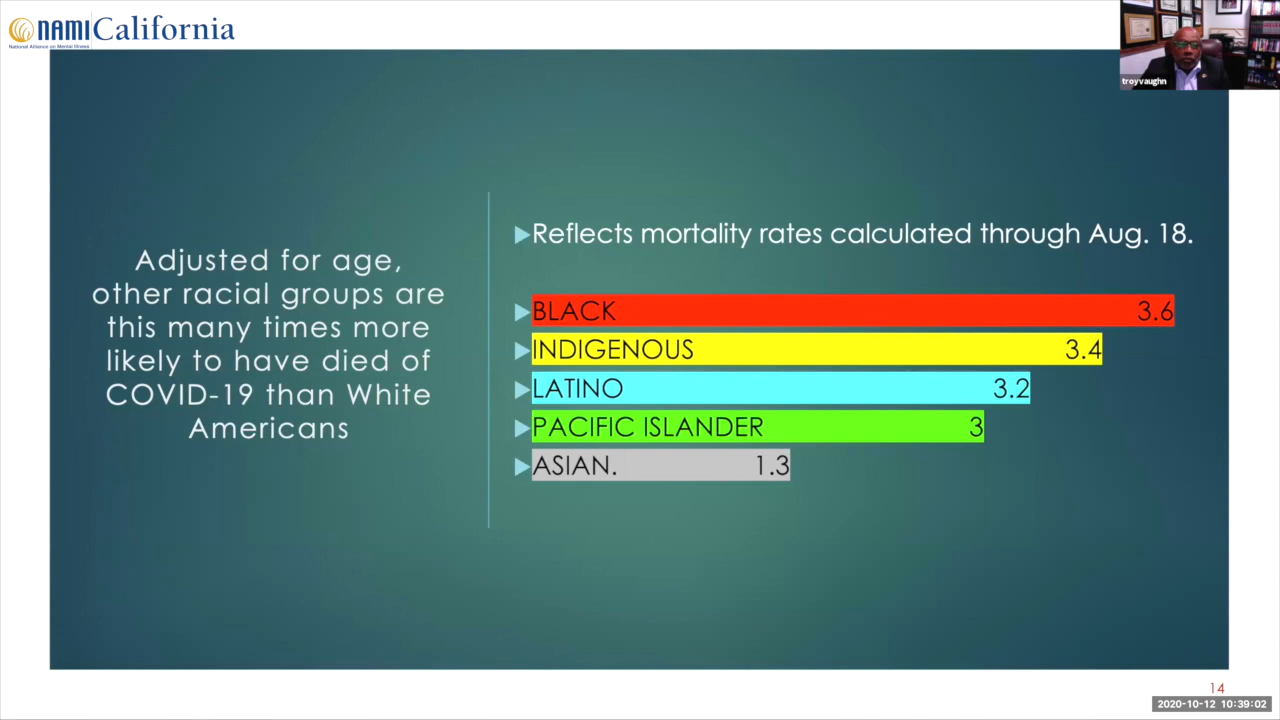 NAMI California
National Alliance on Mental Illness
troyvaughn
Adjusted for age,
other racial groups are
this many times more
likely to have died of
COVID-19 than White
Americans
Reflects mortality rates calculated through Aug. 18.
BLACK 3.6
INDIGENOUS 3.4
LATINO 3.2
PACIFIC ISLANDER 3
ASIAN. 1.3
14
2020-10-12 10:39:02